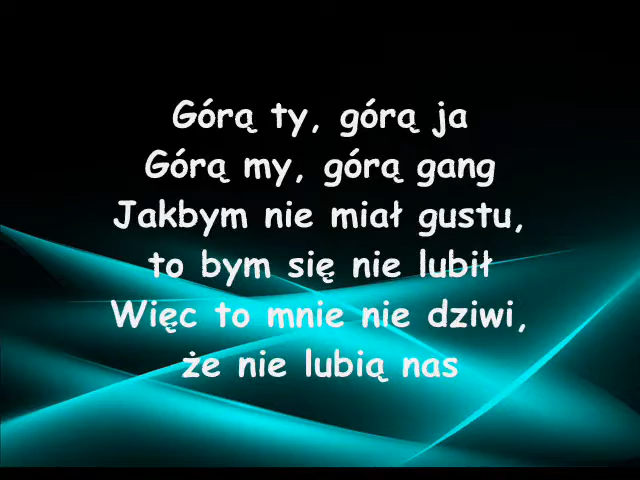 Górą ty, górą ja
Górą my, górą gang
Jakbym nie miał gustu,
to bym się nie lubił
Więc to mnie nie dziwi,
że nie lubią nas